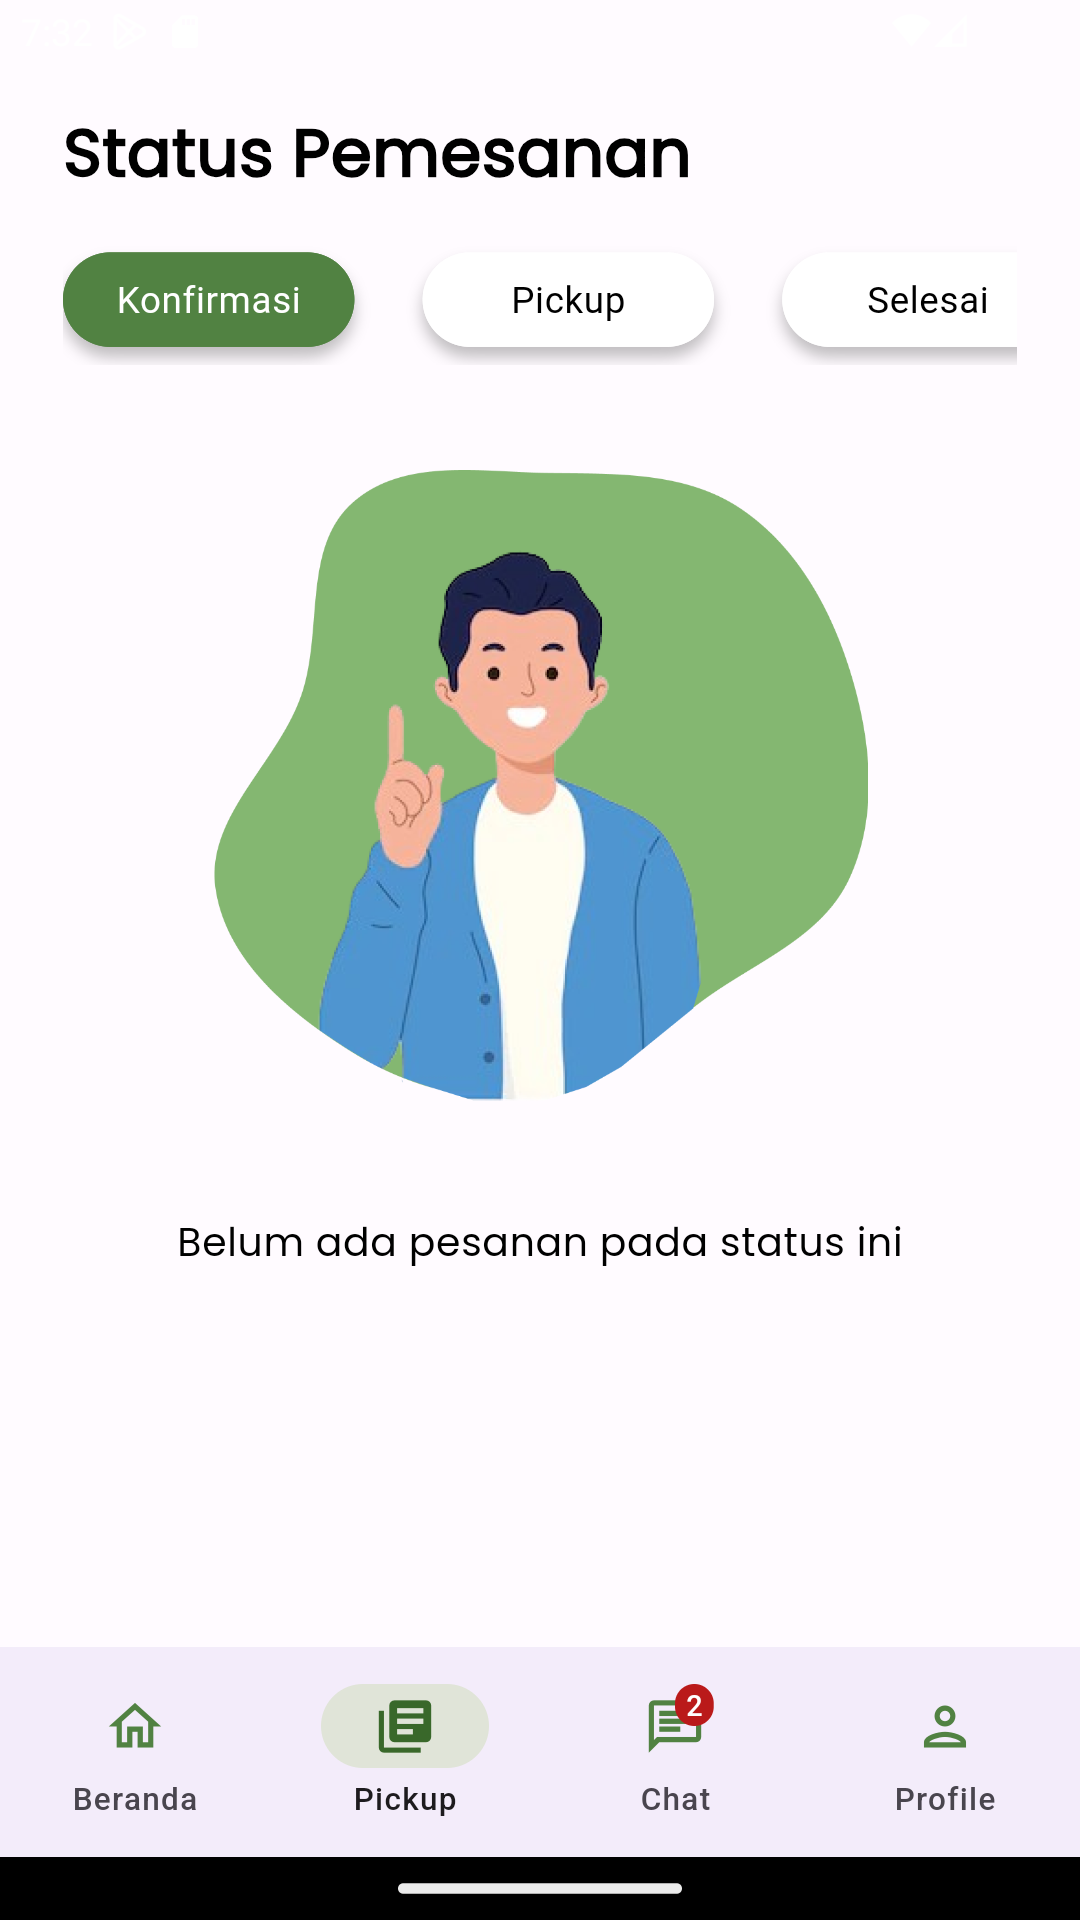 Status Pemesanan
Konfirmasi
Pickup
Selesai
Belum ada pesanan pada status ini
2
Beranda
Pickup
Chat
Profile